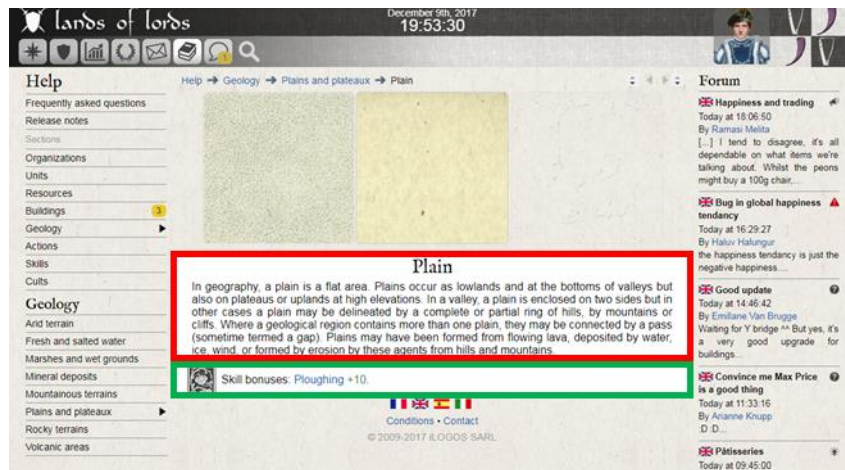 lands of lords
December 9th, 2017
19:53:30
Help
Frequently asked questions
Release notes
Sections
Organizations
Units
Resources
Buildings 3
Geology
Actions
Skills
Cults
Geology
Arid terrain
Fresh and salted water
Marshes and wet grounds
Mineral deposits
Mountainous terrains
Plains and plateaux
Rocky terrains
Volcanic areas
Help → Geology → Plains and plateaux → Plain
Plain
In geography, a plain is a flat area. Plains occur as lowlands and at the bottoms of valleys but
also on plateaus or uplands at high elevations. In a valley, a plain is enclosed on two sides but in
other cases a plain may be delineated by a complete or partial ring of hills, by mountains or
cliffs. Where a geological region contains more than one plain, they may be connected by a pass
(sometime termed a gap). Plains may have been formed from flowing lava, deposited by water,
ice, wind, or formed by erosion by these agents from hills and mountains.
Skill bonuses: Ploughing +10.
Conditions • Contact
© 2009-2017 iLOGOS SARL
Forum
Happiness and trading
Today at 18:06:50
By Ramasi Melita
[...] I tend to disagree, it's all
dependable on what items we're
talking about. Whilst the peons
might buy a 100g chair,...
Bug in global happiness
tendancy
Today at 16:29:27
By Haluv Halungur
the happiness tendancy is just the
negative happiness....
Good update
Today at 14:46:42
By Emiliane Van Brugge
Waiting for Y bridge ^^ But yes, it's
a very good upgrade for
buildings...
Convince me Max Price
is a good thing
Today at 11:33:16
By Arianne Knupp
:D :D...
Pâtisseries
Today at 09:45:00